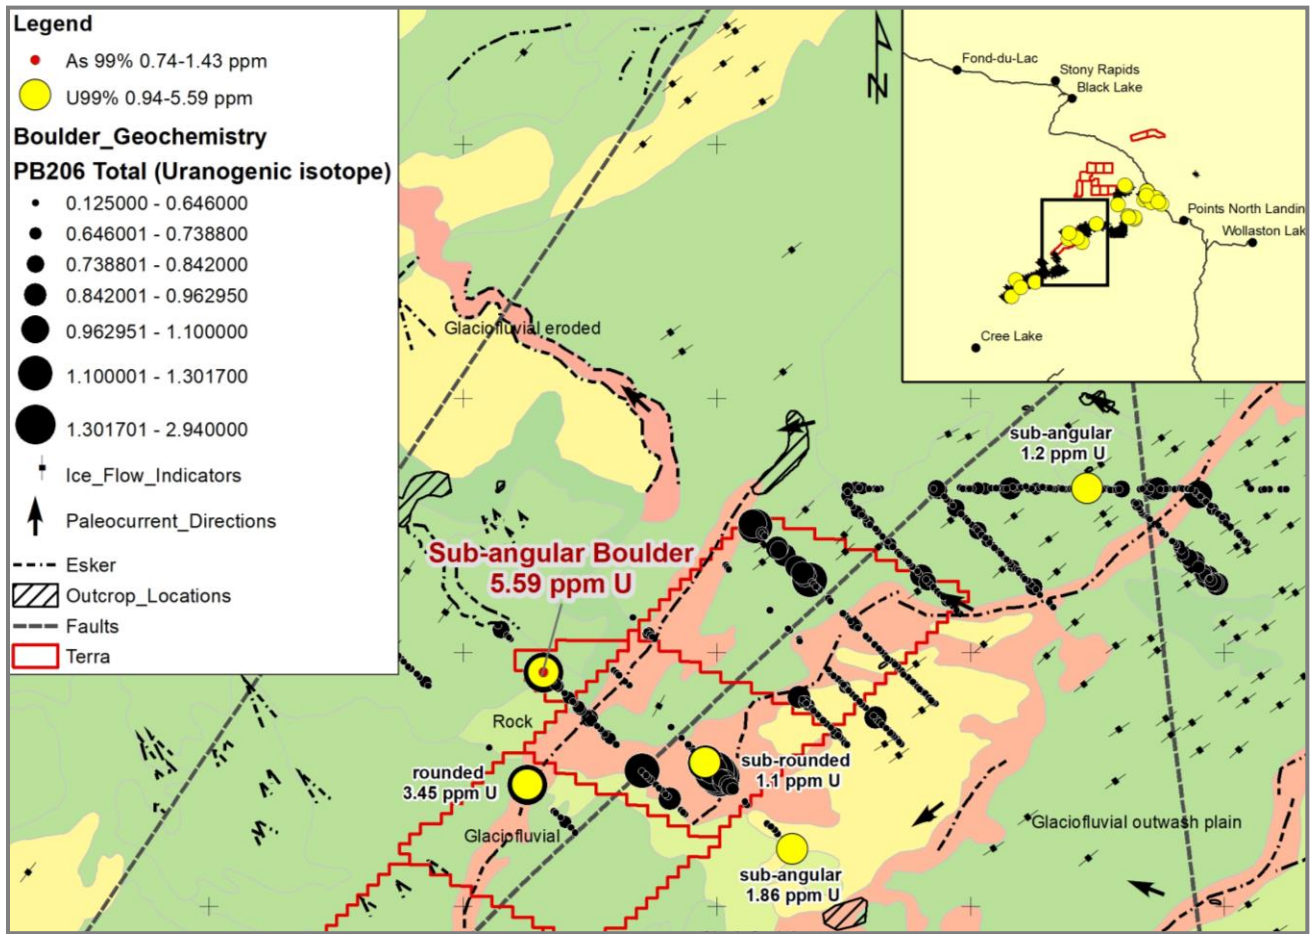 Legend
As 99% 0.74-1.43 ppm
U99% 0.94-5.59 ppm
Boulder_Geochemistry
PB206 Total (Uranogenic isotope)
0.125000 - 0.646000
0.646001 - 0.738800
0.738801 - 0.842000
0.842001 - 0.962950
0.962951 - 1.100000
1.100001 - 1.301700
1.301701 - 2.940000
Ice_Flow_Indicators
Paleocurrent_Directions
Esker
Outcrop_Locations
Faults
Terra
N
Fond-du-Lac
Stony Rapids
Black Lake
Points North Landin
Wollaston Lak
Cree Lake
Glaciofluvial eroded
sub-angular
1.2 ppm U
Sub-angular Boulder
5.59 ppm U
Rock
rounded
3.45 ppm U
sub-rounded
1.1 ppm U
Glaciofluvial
Glaciofluvial outwash plain
sub-angular
1.86 ppm U